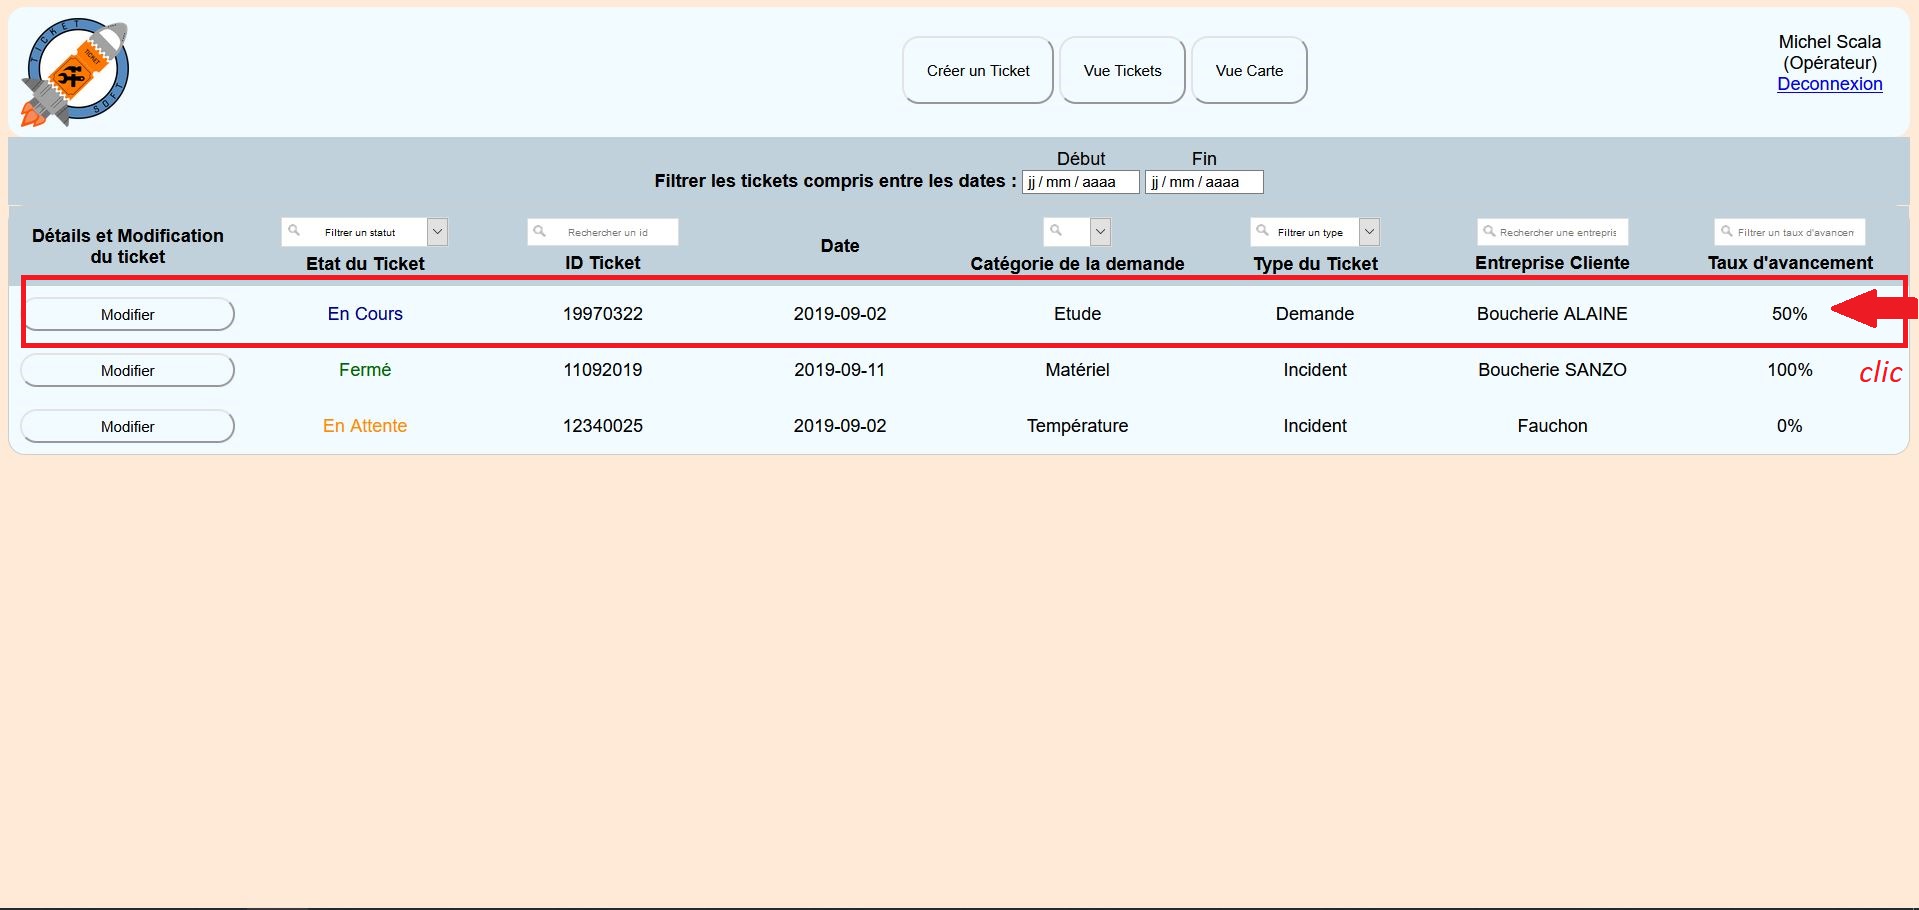 TICKET
TICKET
SOFT
Créer un Ticket
Vue Tickets
Vue Carte
Michel Scala
(Opérateur)
Deconnexion
Début
Fin
Filtrer les tickets compris entre les dates :
jj / mm / aaaa
jj / mm / aaaa
Détails et Modification
du ticket
Filtrer un statut
Etat du Ticket
Rechercher un id
ID Ticket
Date
Catégorie de la demande
Filtrer un type
Type du Ticket
Rechercher une entrepris
Entreprise Cliente
Filtrer un taux d'avancen
Taux d'avancement
Modifier En Cours 19970322 2019-09-02 Etude Demande Boucherie ALAINE 50%
Modifier Fermé 11092019 2019-09-11 Matériel Incident Boucherie SANZO 100% clic
Modifier En Attente 12340025 2019-09-02 Température Incident Fauchon 0%